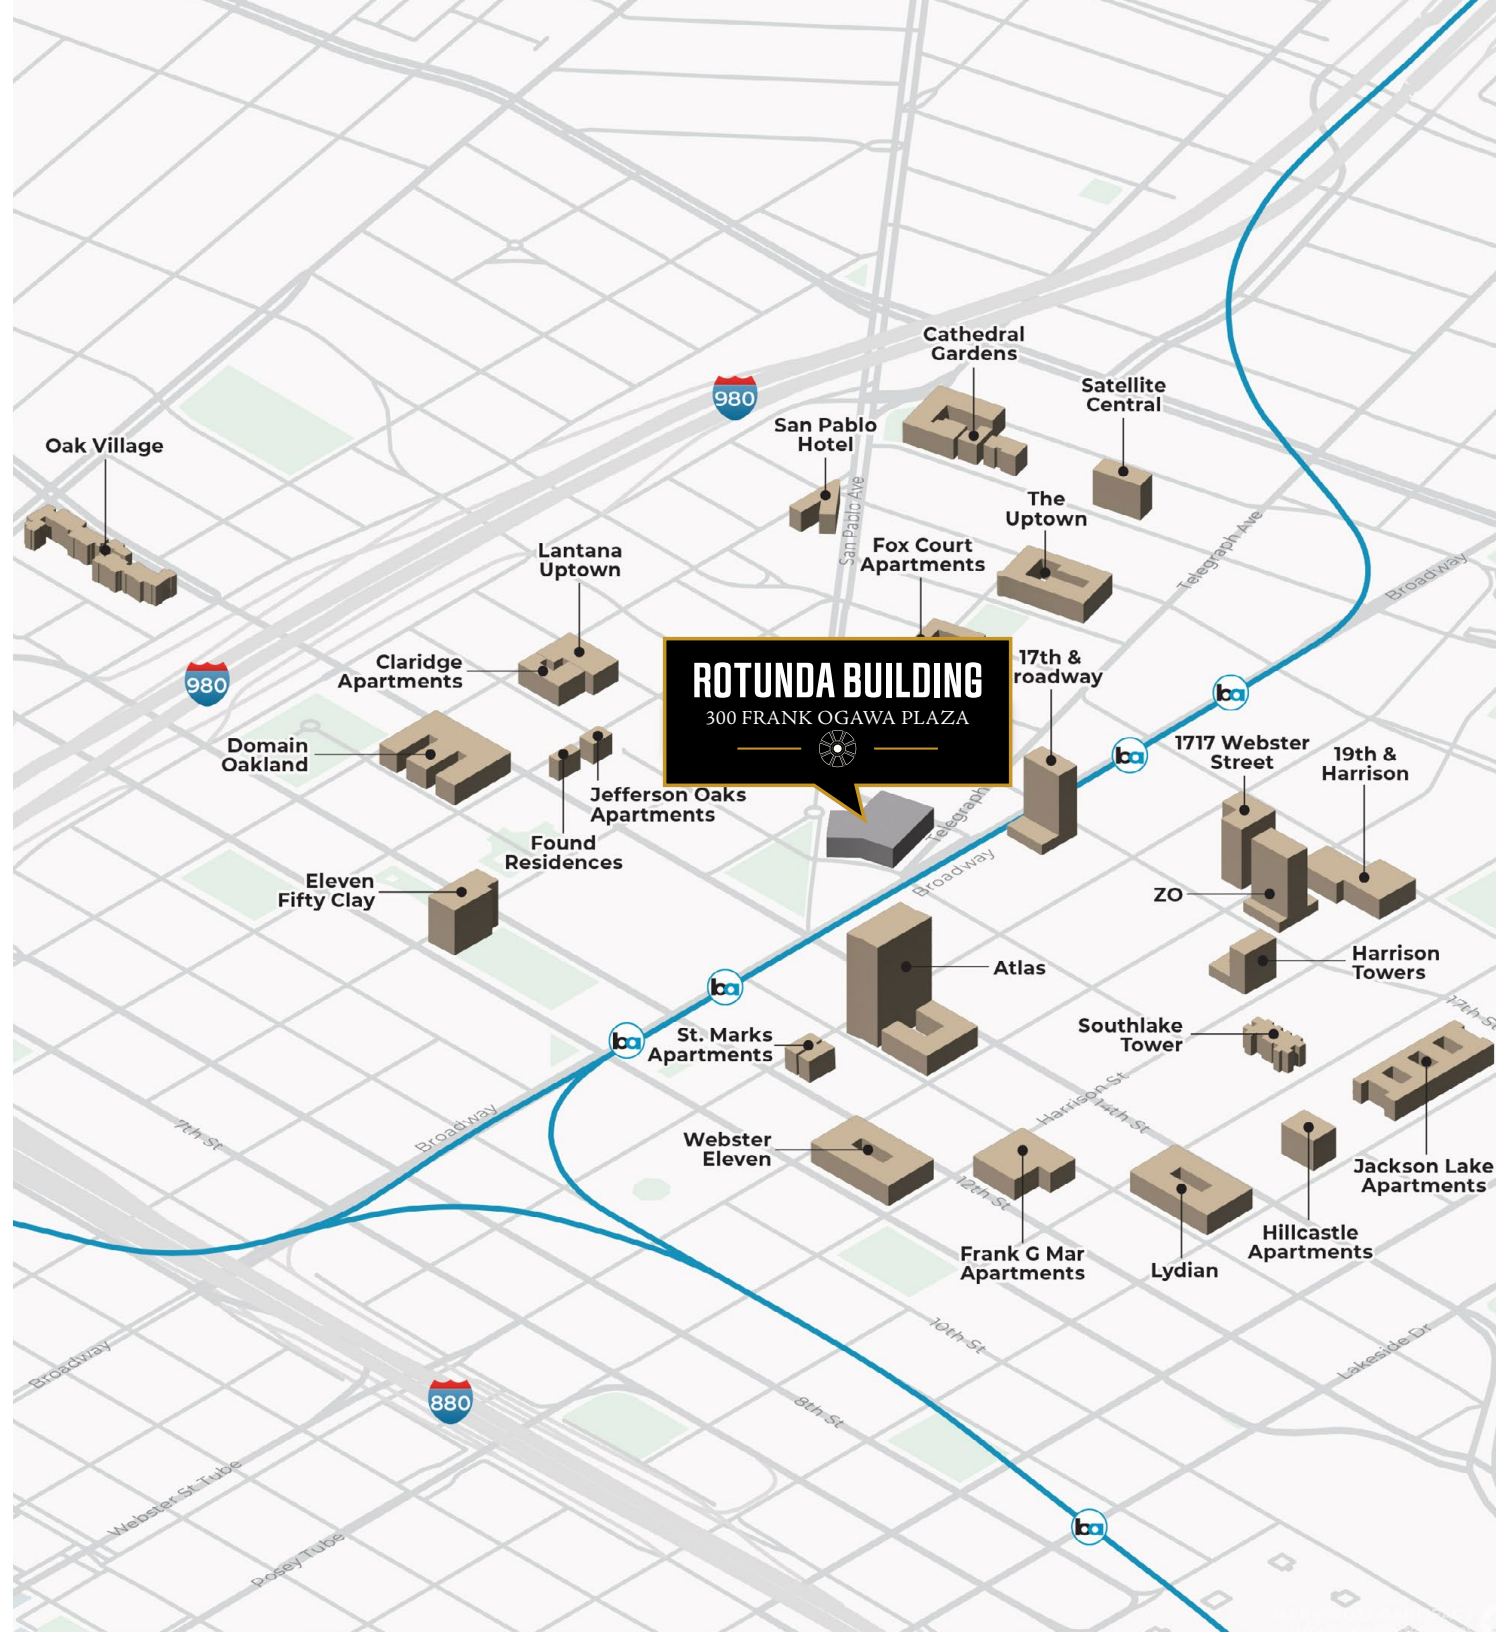 Cathedral
Gardens
980
Satellite
Central
San Pablo
Hotel
Oak Village
San Pablo Ave
The
Uptown
Telegraph Ave
Fox Court
Apartments
Lantana
Uptown
Broadway
Claridge
Apartments
980
ROTUNDA BUILDING
300 FRANK OGAWA PLAZA
17th &
roadway
ba
Domain
Oakland
ba
1717 Webster
Street
19th &
Harrison
Jefferson Oaks
Apartments
Telegraph
Found
Residences
Broadway
Eleven
Fifty Clay
ZO
Harrison
Towers
Atlas
ba
17th St
ba
St. Marks
Apartments
Southlake
Tower
Harrison St
14th St
7th St
Broadway
Webster
Eleven
Jackson Lake
Apartments
12th St
Hillcastle
Apartments
Frank G Mar
Apartments
Lydian
10th St
Lakeside Dr
Broadway
880
8th St
Webster St Tube
ba
Posey Tube